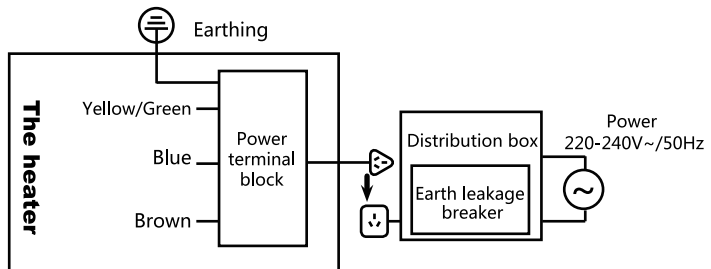 Earthing
The heater
Yellow/Green
Blue
Brown
Power
terminal
block
Distribution box
Earth leakage
breaker
Power
220-240V~/50Hz
~